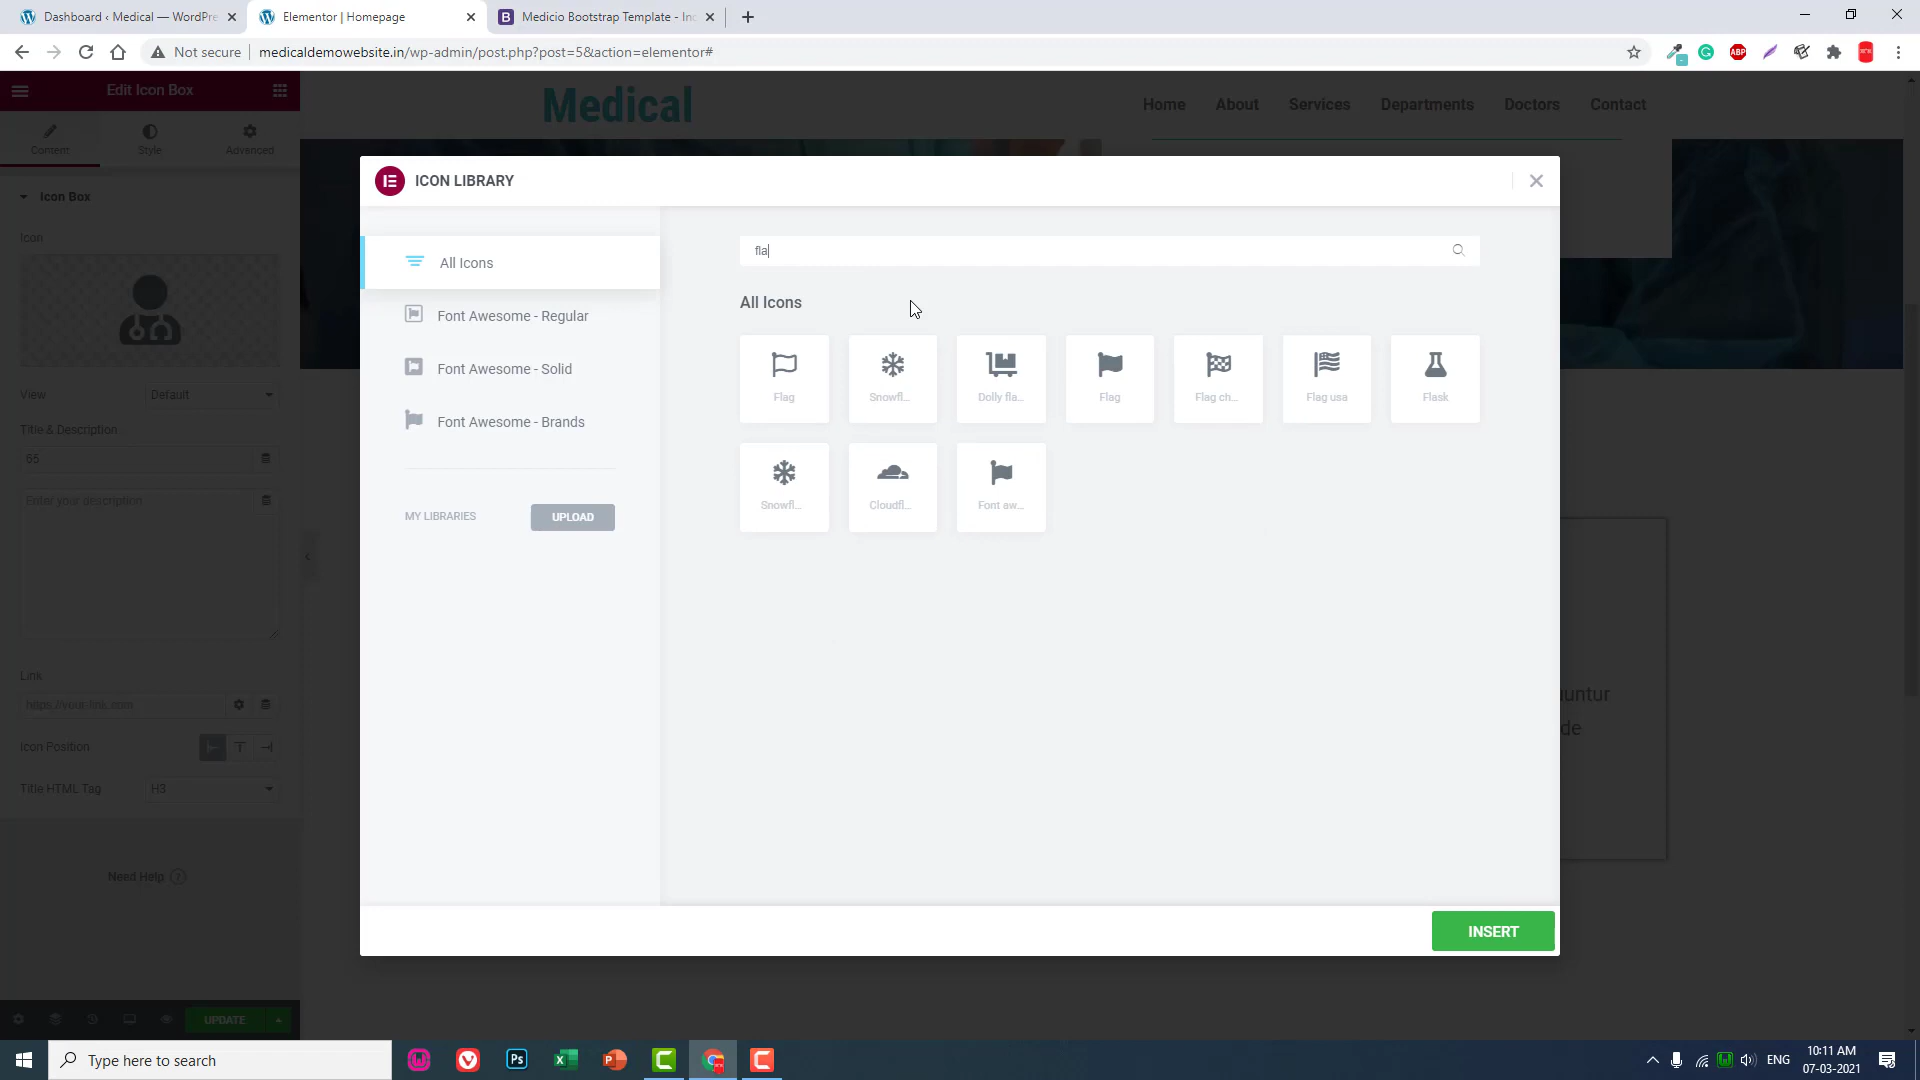 Dashboard ‹ Medical — WordPre
Elementor | Homepage
Medicio Bootstrap Template - Inc
Not secure
medicaldemowebsite.in/wp-admin/post.php?post=5&action=elementor#
ABP
Edit Icon Box
Content
Style
Advanced
Medical
Home
About
Services
Departments
Doctors
Contact
Icon Box
Icon
View
Default
Title & Description
65
Enter your description
Link
https://your-link.com
Icon Position
Title HTML Tag
H3
Need Help
UPDATE
ICON LIBRARY
All Icons
Font Awesome - Regular
Font Awesome - Solid
Font Awesome - Brands
MY LIBRARIES
UPLOAD
fla
All Icons
Flag
Snowfl...
Dolly fla...
Flag
Flag ch...
Flag usa
Flask
Snowfl...
Cloudfl...
Font aw...
INSERT
untur
de
Type here to search
Ps
ENG
10:11 AM
07-03-2021